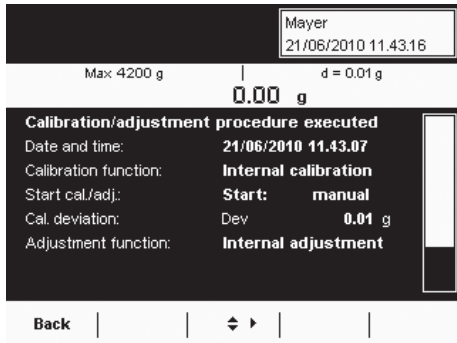 Mayer
21/06/2010 11.43.16
Max 4200 g d = 0.01 g
0.00 g
Calibration/adjustment procedure executed
Date and time: 21/06/2010 11.43.07
Calibration function: Internal calibration
Start cal./adj.: Start: manual
Cal. deviation: Dev 0.01 g
Adjustment function: Internal adjustment
Back